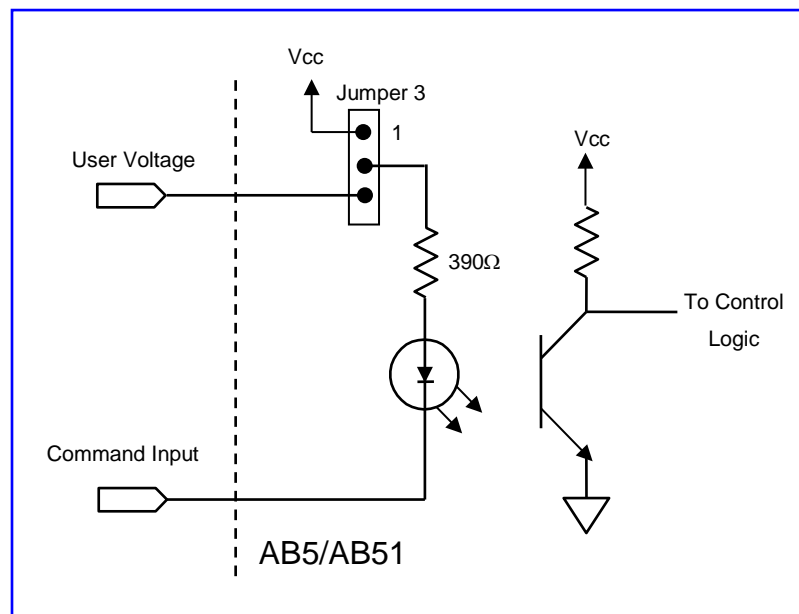 Vcc
Jumper 3
1
User Voltage
Vcc
390Ω
To Control
Logic
Command Input
AB5/AB51